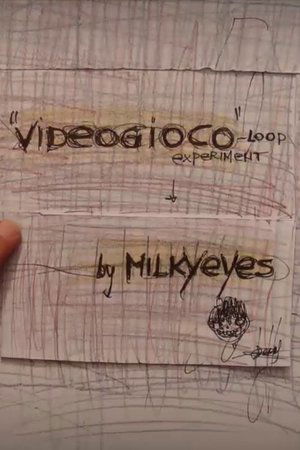 "VIDEOGIOCO"-LOOP
EXPERIMENT
by MILKYeyes